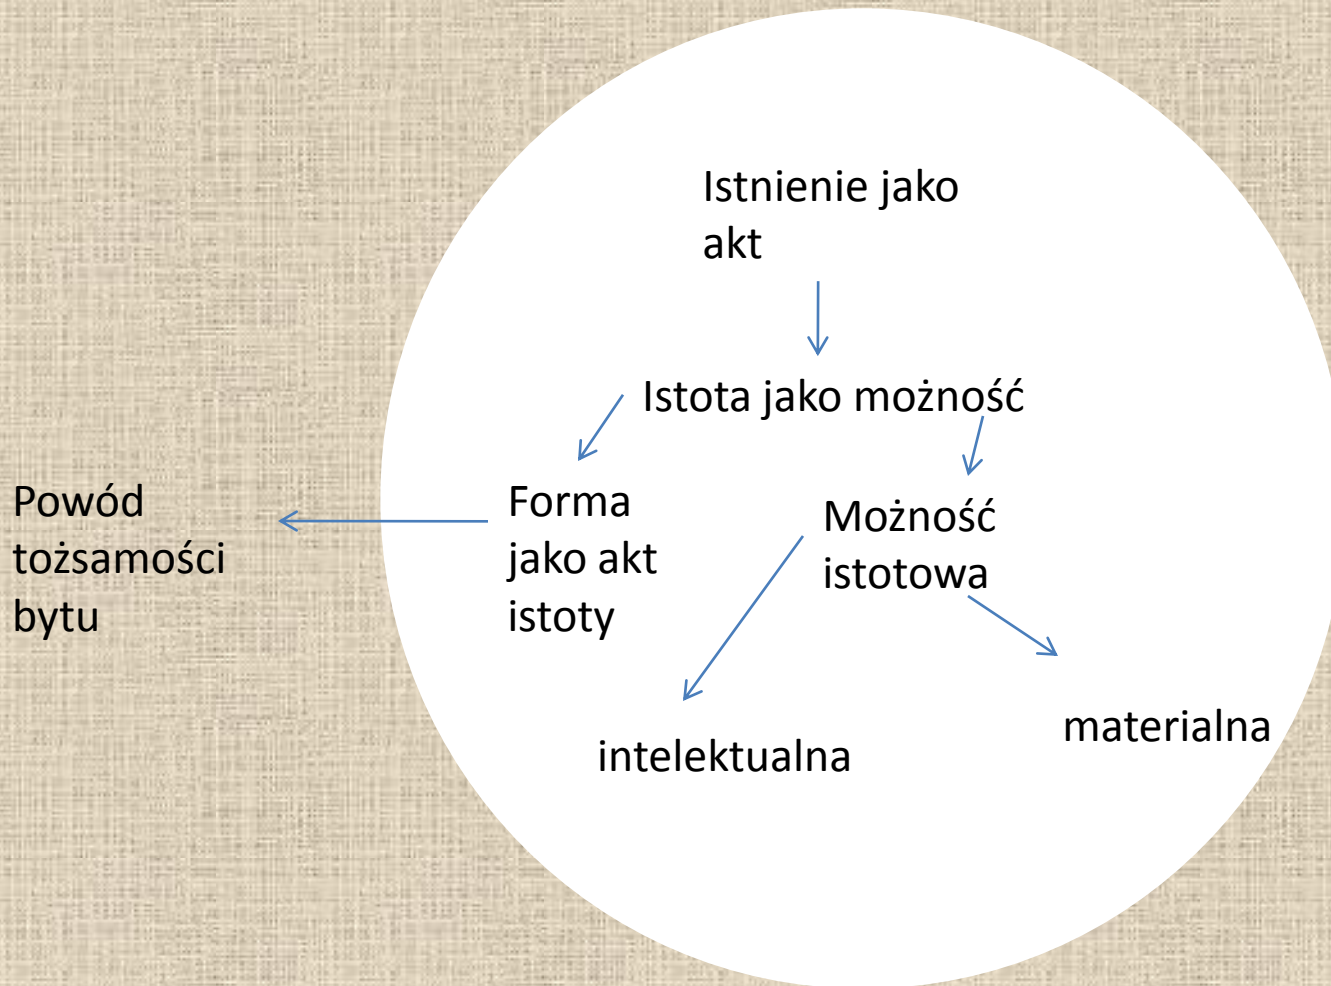 Istnienie jako
akt
Istota jako możność
Powód
tożsamości
bytu
Forma
jako akt
istoty
Możność
istotowa
intelektualna
materialna